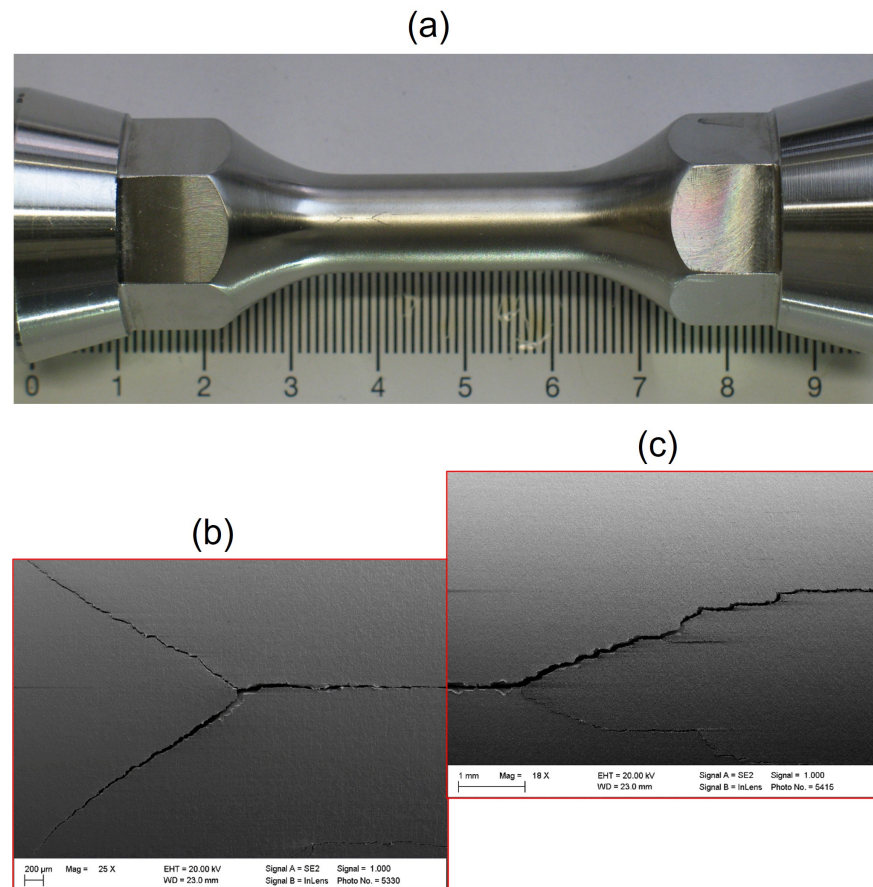 (a)
0 1 2 3 4 5 6 7 8 9
(c)
(b)
1 mm Mag = 18 X EHT = 20.00 kV Signal A = SE2 Signal = 1.000
WD = 23.0 mm Signal B = InLens Photo No. = 5415
200 µm Mag = 25 X EHT = 20.00 kV Signal A = SE2 Signal = 1.000
WD = 23.0 mm Signal B = InLens Photo No. = 5330